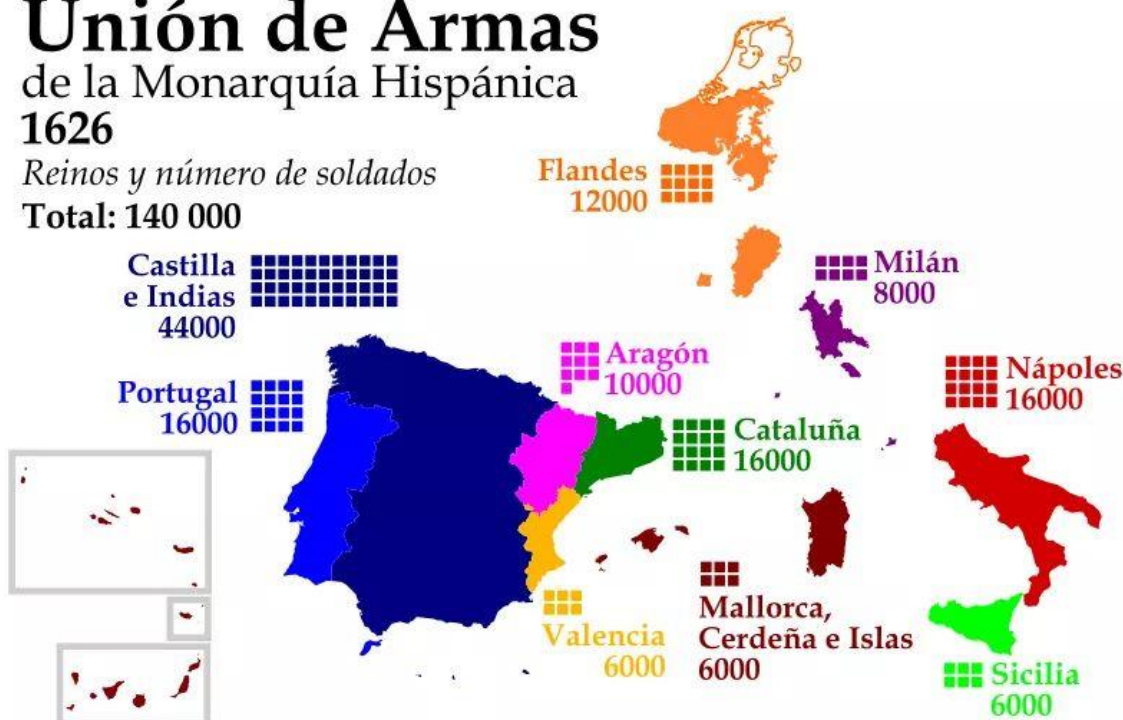 Unión de Armas
de la Monarquía Hispánica
1626
Reinos y número de soldados
Total: 140 000
Flandes
12000
Castilla
e Indias
44000
Milán
8000
Aragón
10000
Nápoles
16000
Portugal
16000
Cataluña
16000
Valencia
6000
Mallorca,
Cerdeña e Islas
6000
Sicilia
6000